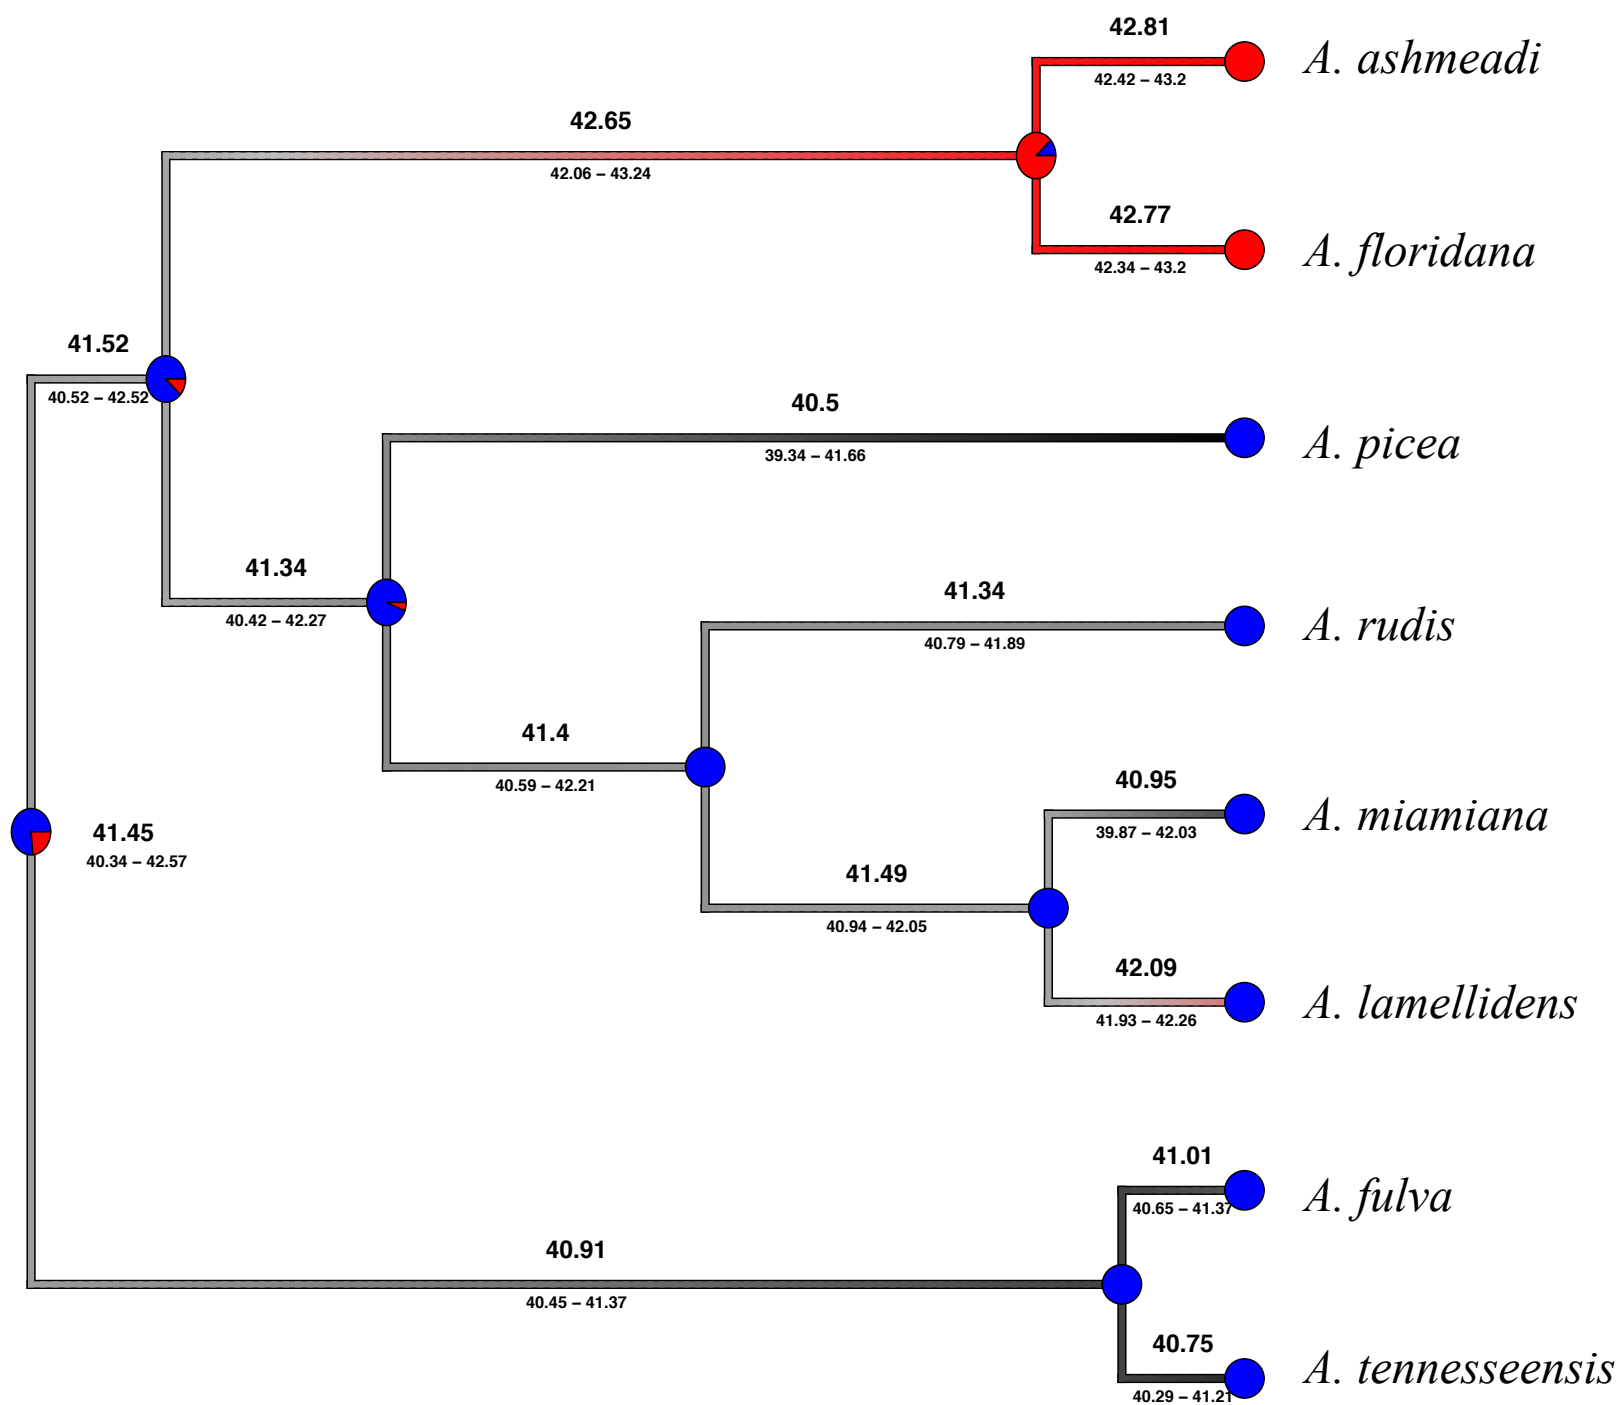 42.81
A. ashmeadi
42.42 – 43.2
42.65
42.06 – 43.24
42.77
A. floridana
42.34 – 43.2
41.52
40.52 – 42.52
40.5
A. picea
39.34 – 41.66
41.34
40.42 – 42.27
41.34
A. rudis
40.79 – 41.89
41.4
40.59 – 42.21
40.95
A. miamiana
39.87 – 42.03
41.45
40.34 – 42.57
41.49
40.94 – 42.05
42.09
A. lamellidens
41.93 – 42.26
41.01
A. fulva
40.65 – 41.37
40.91
40.45 – 41.37
40.75
A. tennesseensis
40.29 – 41.21